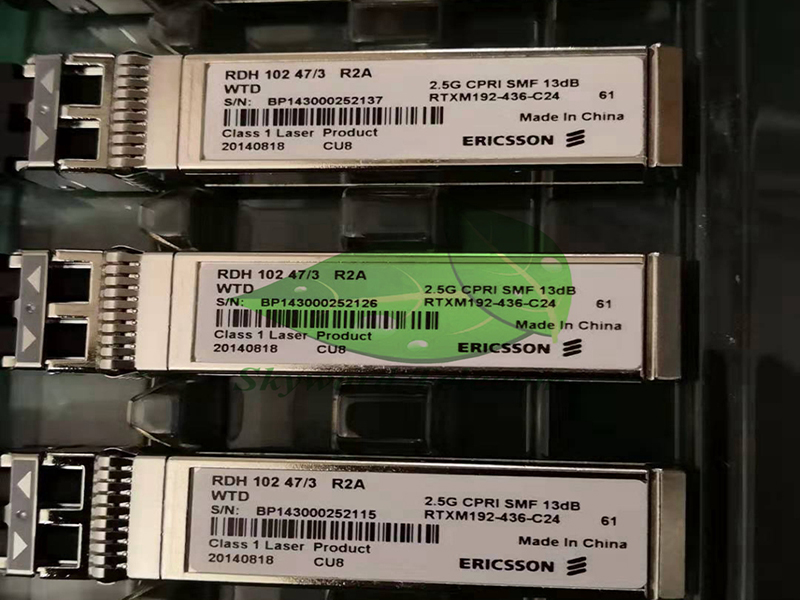 RDH 102 47/3 R2A
WTD 2.5G CPRI SMF 13dB
S/N: BP143000252137 RTXM192-436-C24 61
Made In China
Class 1 Laser Product
20140818 CU8 ERICSSON
RDH 102 47/3 R2A
WTD 2.5G CPRI SMF 13dB
S/N: BP143000252126 RTXM192-436-C24 61
Made In China
Class 1 Laser Product
20140818 CU8 ERICSSON
RDH 102 47/3 R2A
WTD 2.5G CPRI SMF 13dB
S/N: BP143000252115 RTXM192-436-C24 61
Made In China
Class 1 Laser Product
20140818 CU8 ERICSSON